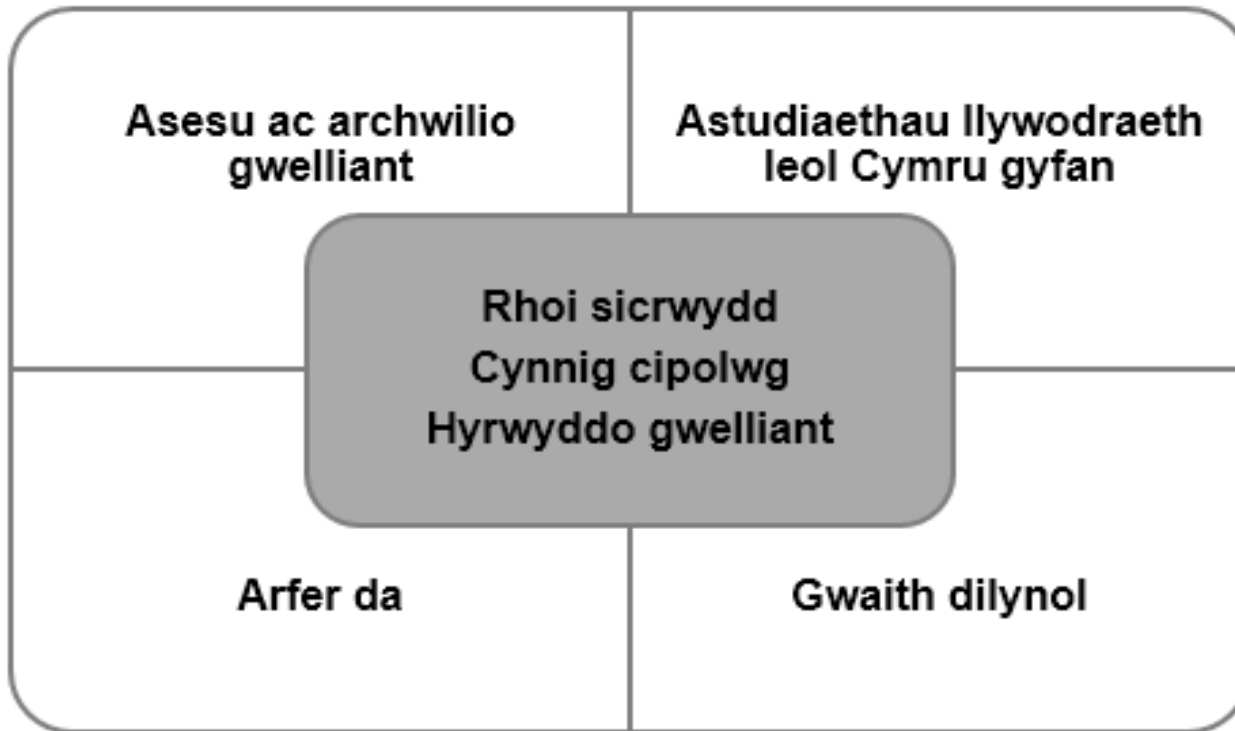 Asesu ac archwilio
gwelliant
Astudiaethau llywodraeth
leol Cymru gyfan
Rhoi sicrwydd
Cynnig cipolwg
Hyrwyddo gwelliant
Arfer da
Gwaith dilynol